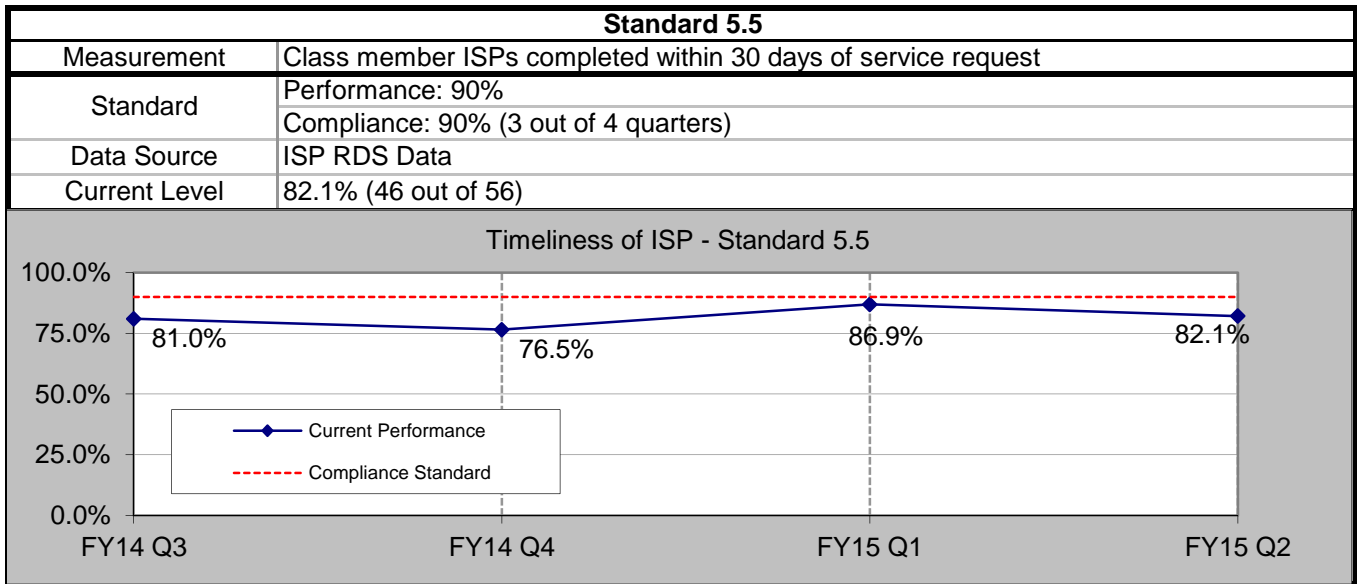 Standard 5.5
Measurement Class member ISPs completed within 30 days of service request
Standard
Performance: 90%
Compliance: 90% (3 out of 4 quarters)
Data Source ISP RDS Data
Current Level 82.1% (46 out of 56)
Timeliness of ISP - Standard 5.5
100.0%
75.0%
50.0%
25.0%
0.0%
81.0%
76.5%
86.9%
82.1%
Current Performance
Compliance Standard
FY14 Q3 FY14 Q4 FY15 Q1 FY15 Q2